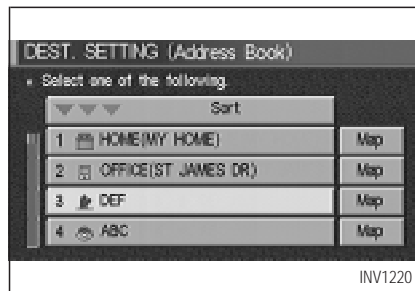 DEST. SETTING (Address Book)
Select one of the following.
Sort
1 HOME(MY HOME) Map
2 OFFICE(ST JAMES DR) Map
3 DEF Map
4 ABC Map
INV1220